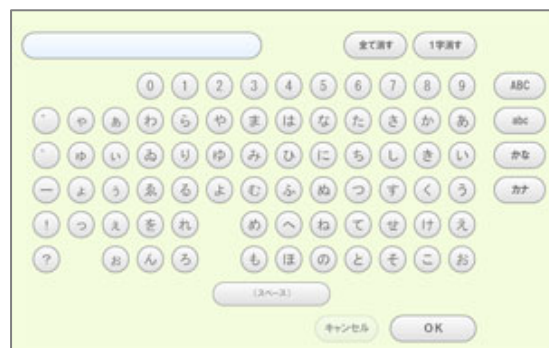 全て消す 1字消す
0 1 2 3 4 5 6 7 8 9 ABC
゛ ゃ ぁ わ ら や ま は な た さ か あ abc
゜ ゅ ぃ ゐ り ゆ み ひ に ち し き い かな
ー ょ ぅ ゑ る よ む ふ ぬ つ す く う カナ
! っ ぇ を れ め へ ね て せ け え
? ぉ ん ろ も ほ の と そ こ お
(スペース)
キャンセル OK